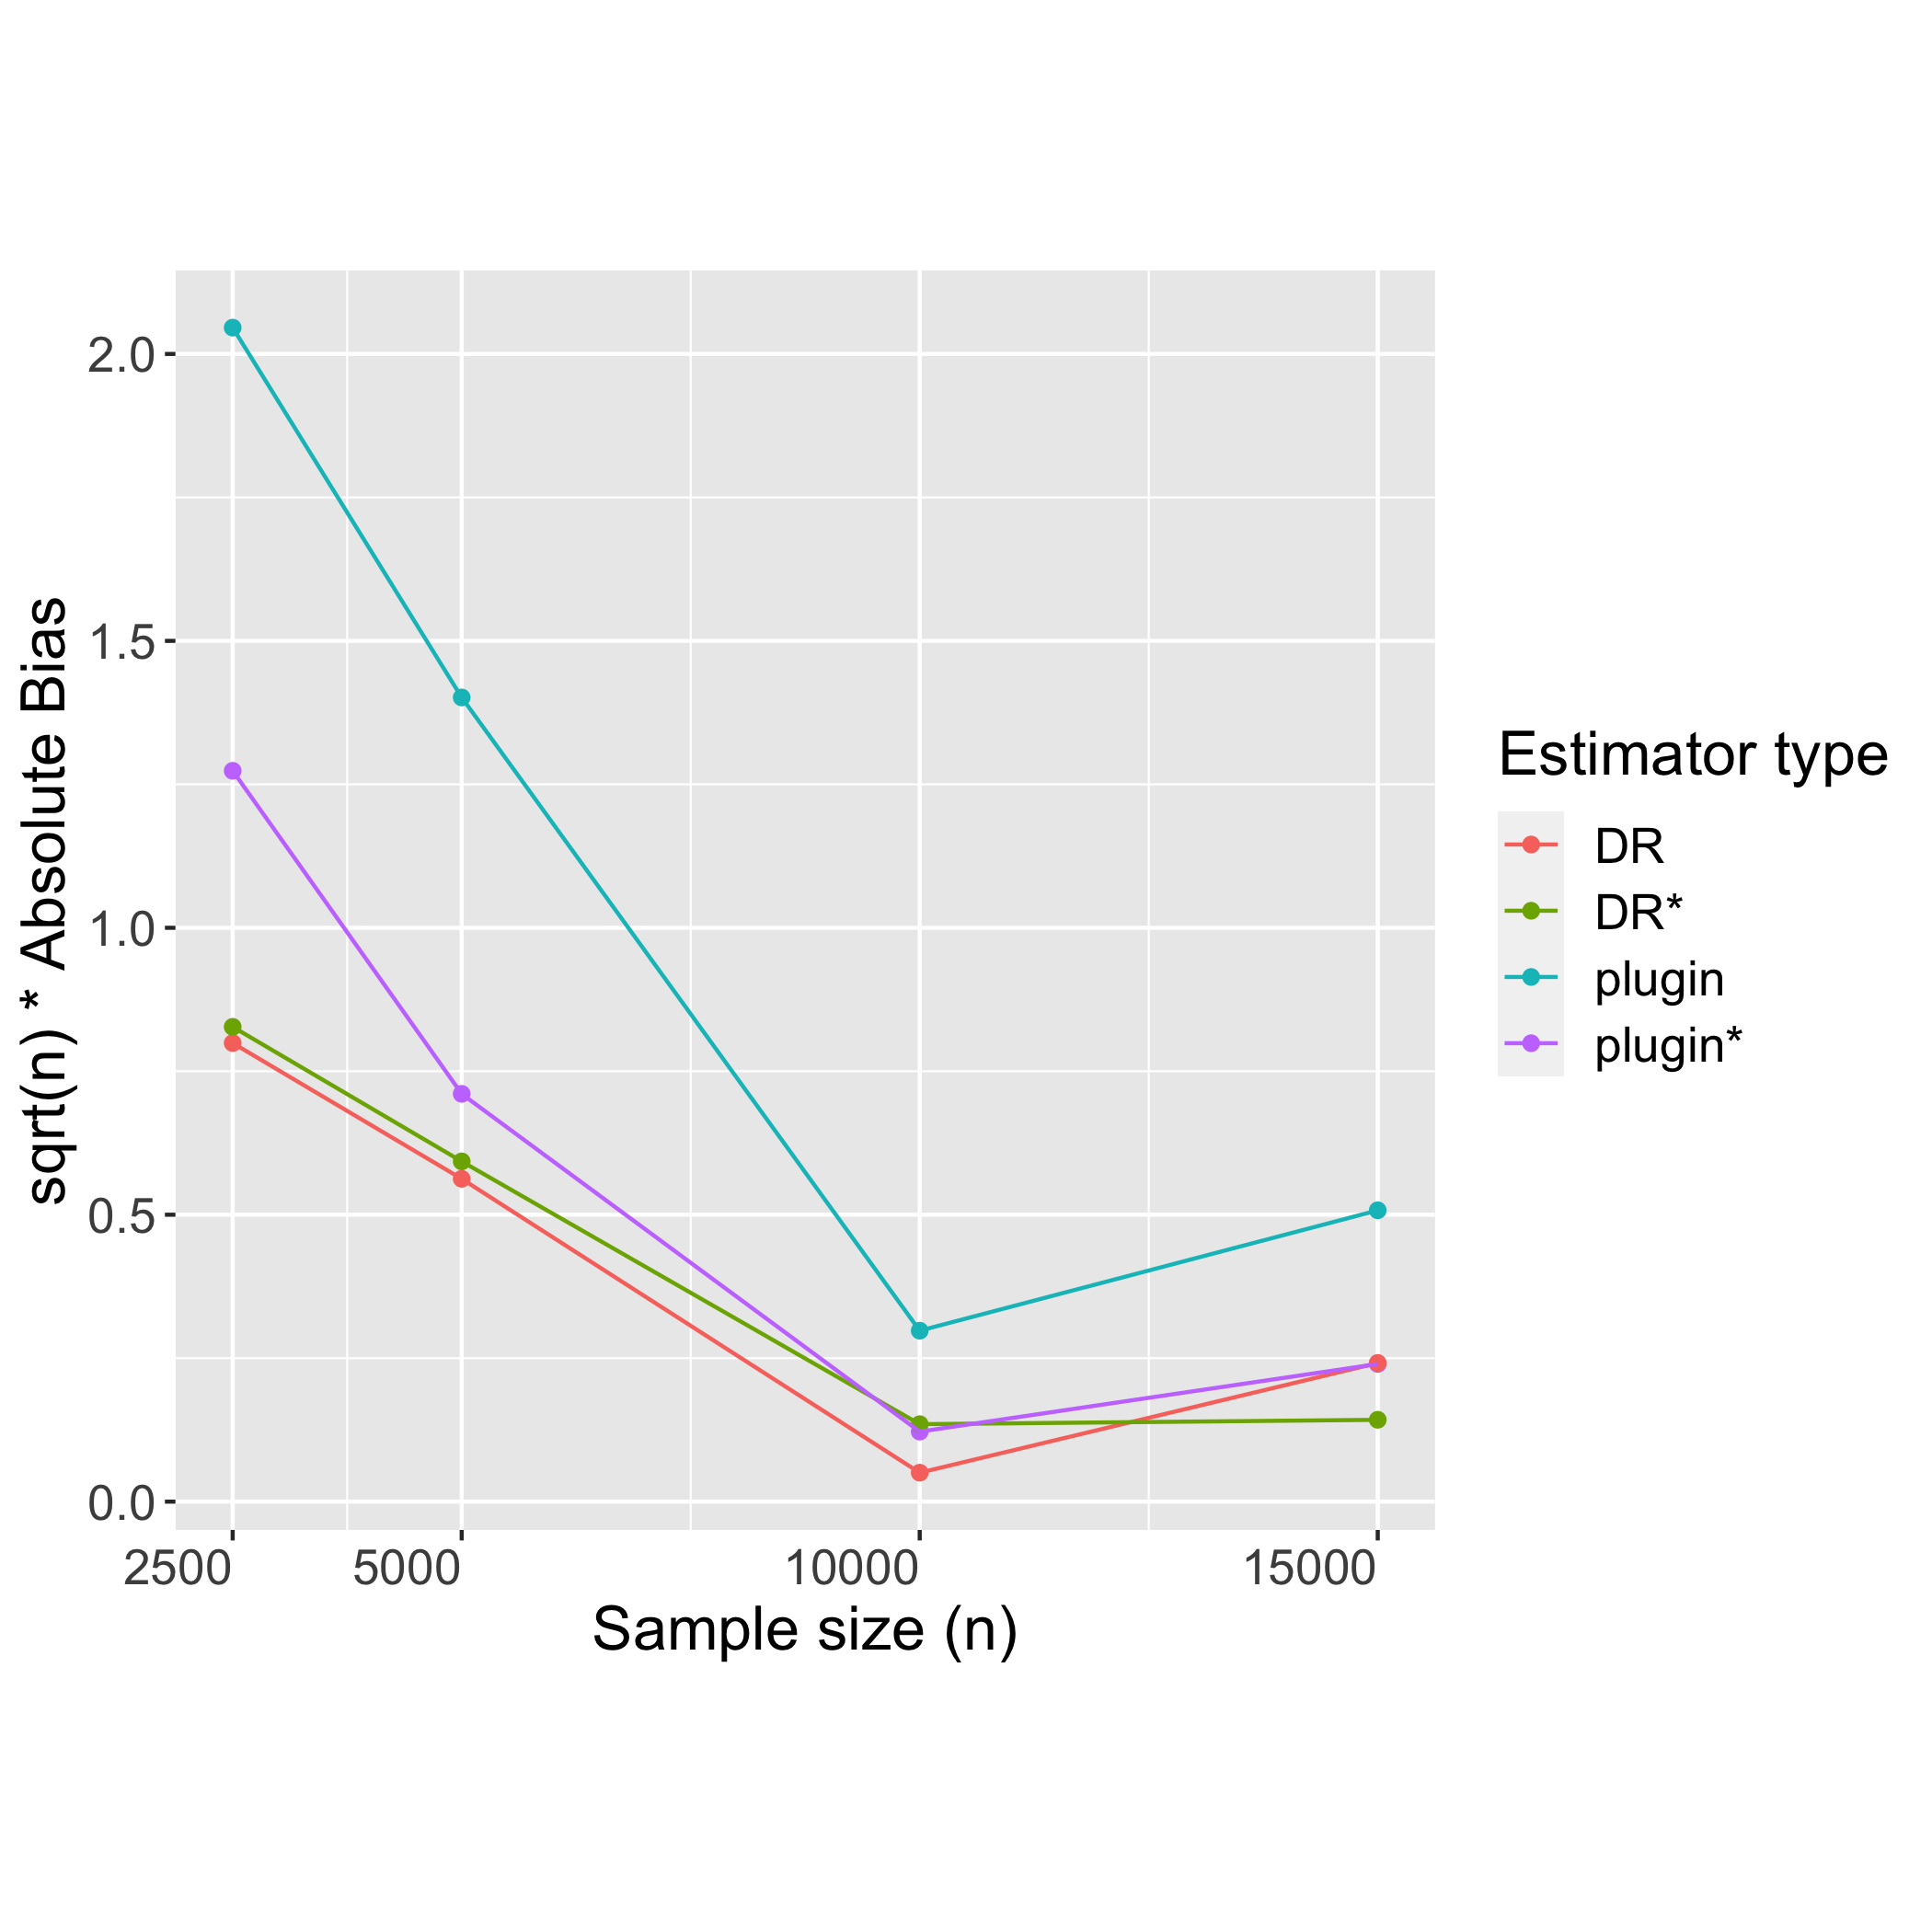 sqrt(n) * Absolute Bias
2.0
1.5
1.0
0.5
0.0
2500 5000 10000 15000
Sample size (n)
Estimator type
DR
DR*
plugin
plugin*